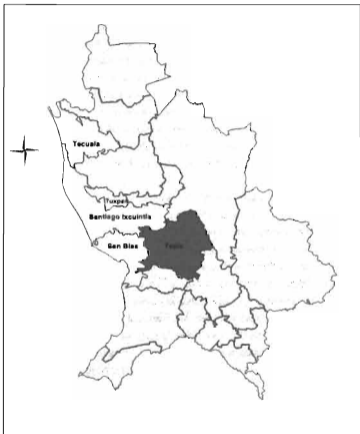 Tecuala
Tuxpan
Santiago Ixcuintla
San Blas
Tepic